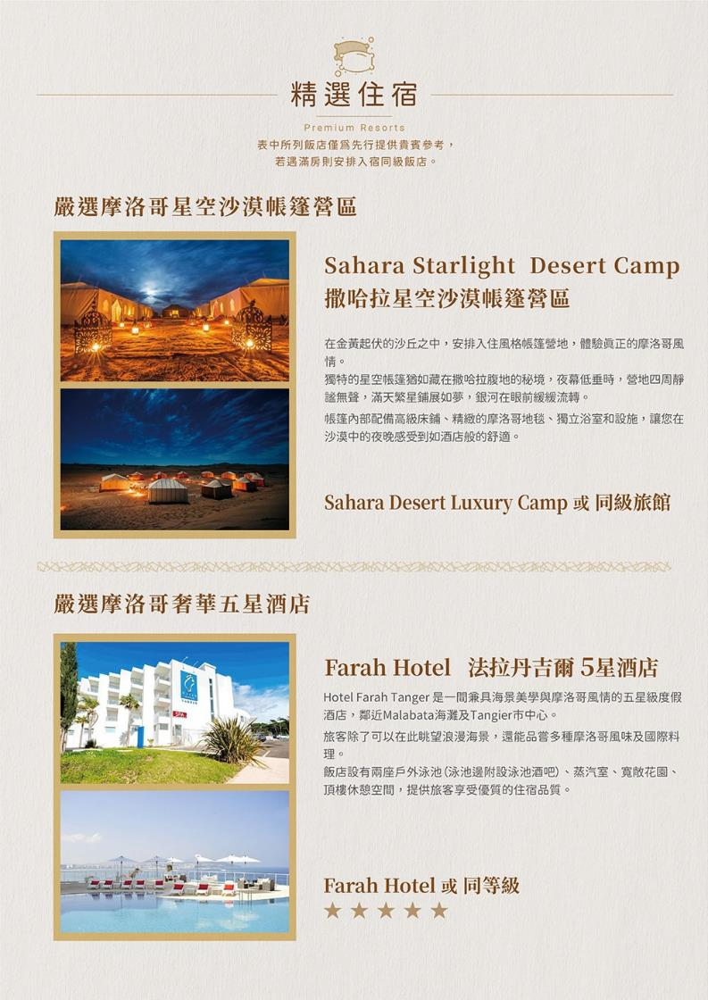 精選住宿
Premium Resorts
表中所列飯店僅為先行提供貴賓參考，
若遇滿房則安排入宿同級飯店。
嚴選摩洛哥星空沙漠帳篷營區
Sahara Starlight Desert Camp
撒哈拉星空沙漠帳篷營區
在金黃起伏的沙丘之中，安排入住風格帳篷營地，體驗真正的摩洛哥風
情。
獨特的星空帳篷猶如藏在撒哈拉腹地的秘境，夜幕低垂時，營地四周靜
謐無聲，滿天繁星鋪展如夢，銀河在眼前緩緩流轉。
帳篷內部配備高級床鋪、精緻的摩洛哥地毯、獨立浴室和設施，讓您在
沙漠中的夜晚感受到如酒店般的舒適。
Sahara Desert Luxury Camp 或 同級旅館
嚴選摩洛哥奢華五星酒店
Farah Hotel 法拉丹吉爾 5星酒店
Hotel Farah Tanger 是一間兼具海景美學與摩洛哥風情的五星級度假
酒店，鄰近Malabata海灘及Tangier市中心。
旅客除了可以在此眺望浪漫海景，還能品嘗多種摩洛哥風味及國際料
理。
飯店設有兩座戶外泳池(泳池邊附設泳池酒吧)、蒸汽室、寬敞花園、
頂樓休憩空間，提供旅客享受優質的住宿品質。
SPA
Farah Hotel 或 同等級